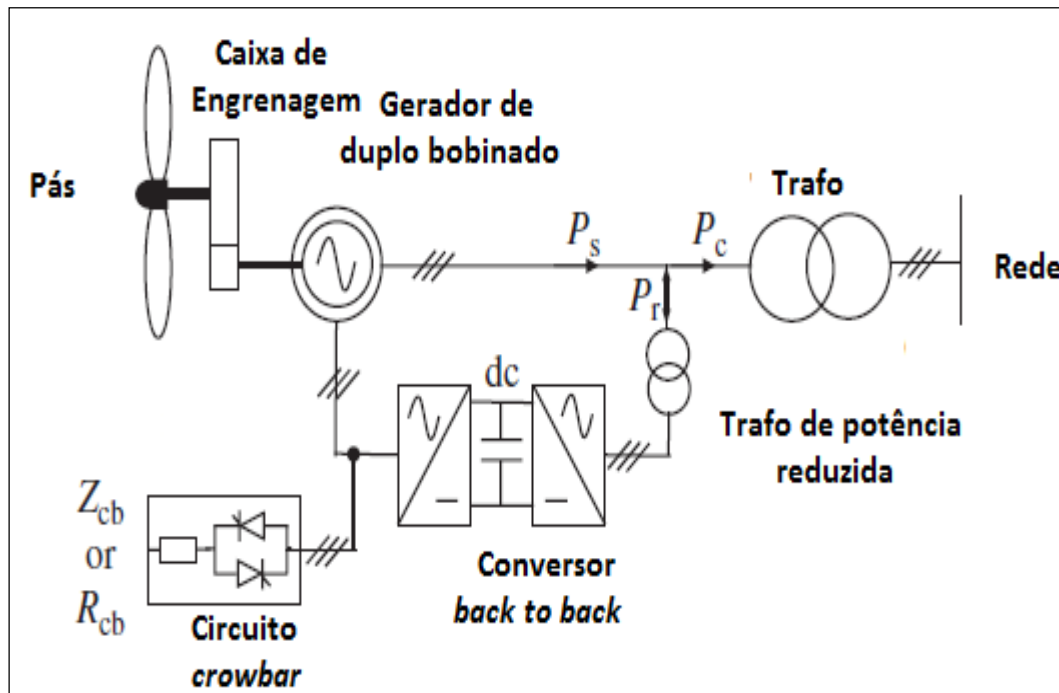 Caixa de
Engrenagem
Gerador de
duplo bobinado
Pás
Trafo
Rede
Ps
Pc
Pr
dc
Trafo de potência
reduzida
Zcb
or
Rcb
Conversor
back to back
Circuito
crowbar